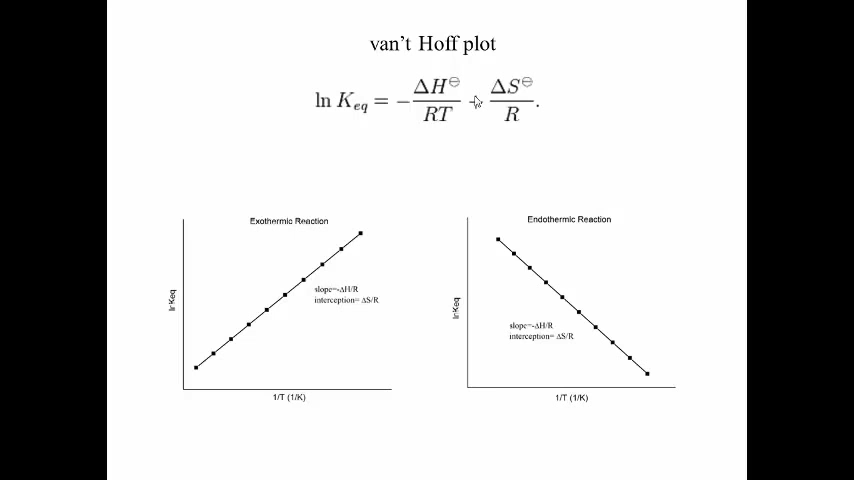 van't Hoff plot
ln K_eq = − ΔH⊖/RT + ΔS⊖/R.
Exothermic Reaction
slope=-ΔH/R
interception= ΔS/R
ln Keq
1/T (1/K)
Endothermic Reaction
slope=-ΔH/R
interception= ΔS/R
ln Keq
1/T (1/K)